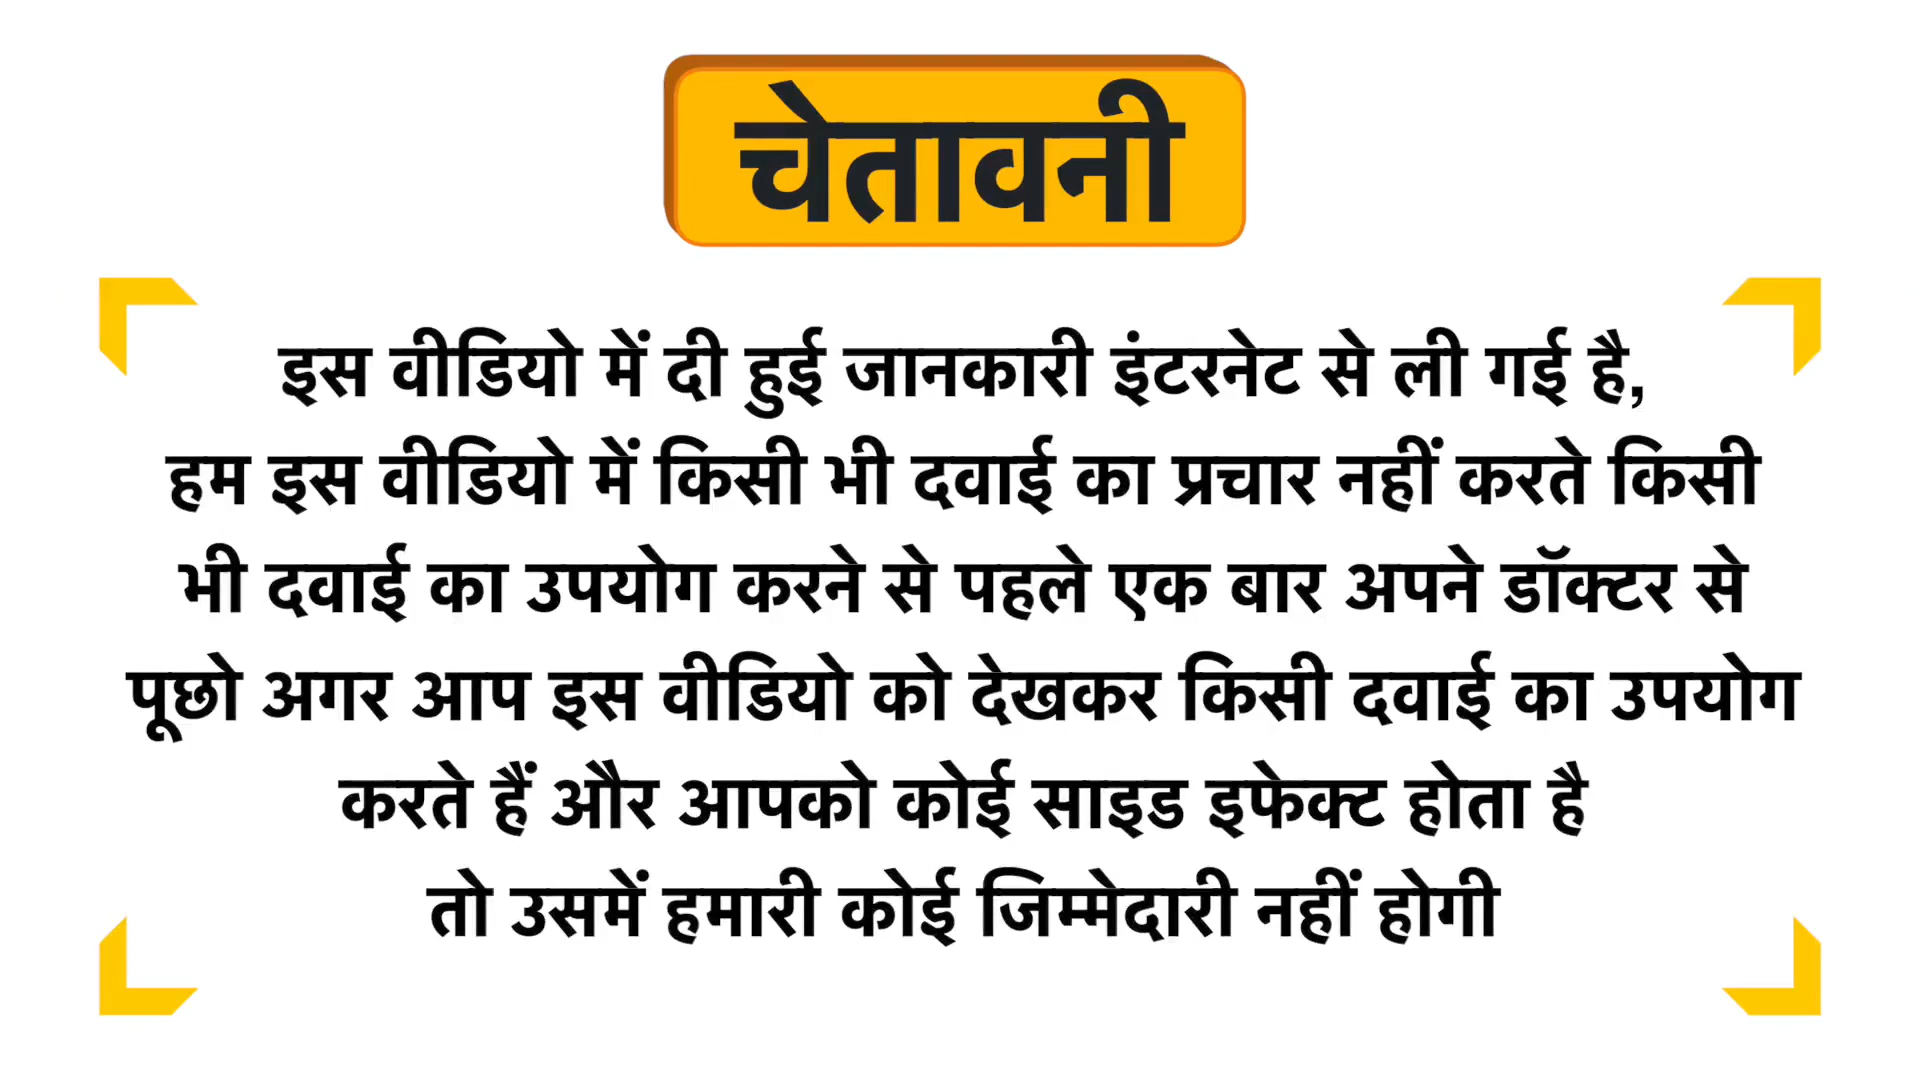 चेतावनी
इस वीडियो में दी हुई जानकारी इंटरनेट से ली गई है,
हम इस वीडियो में किसी भी दवाई का प्रचार नहीं करते किसी
भी दवाई का उपयोग करने से पहले एक बार अपने डॉक्टर से
पूछो अगर आप इस वीडियो को देखकर किसी दवाई का उपयोग
करते हैं और आपको कोई साइड इफेक्ट होता है
तो उसमें हमारी कोई जिम्मेदारी नहीं होगी